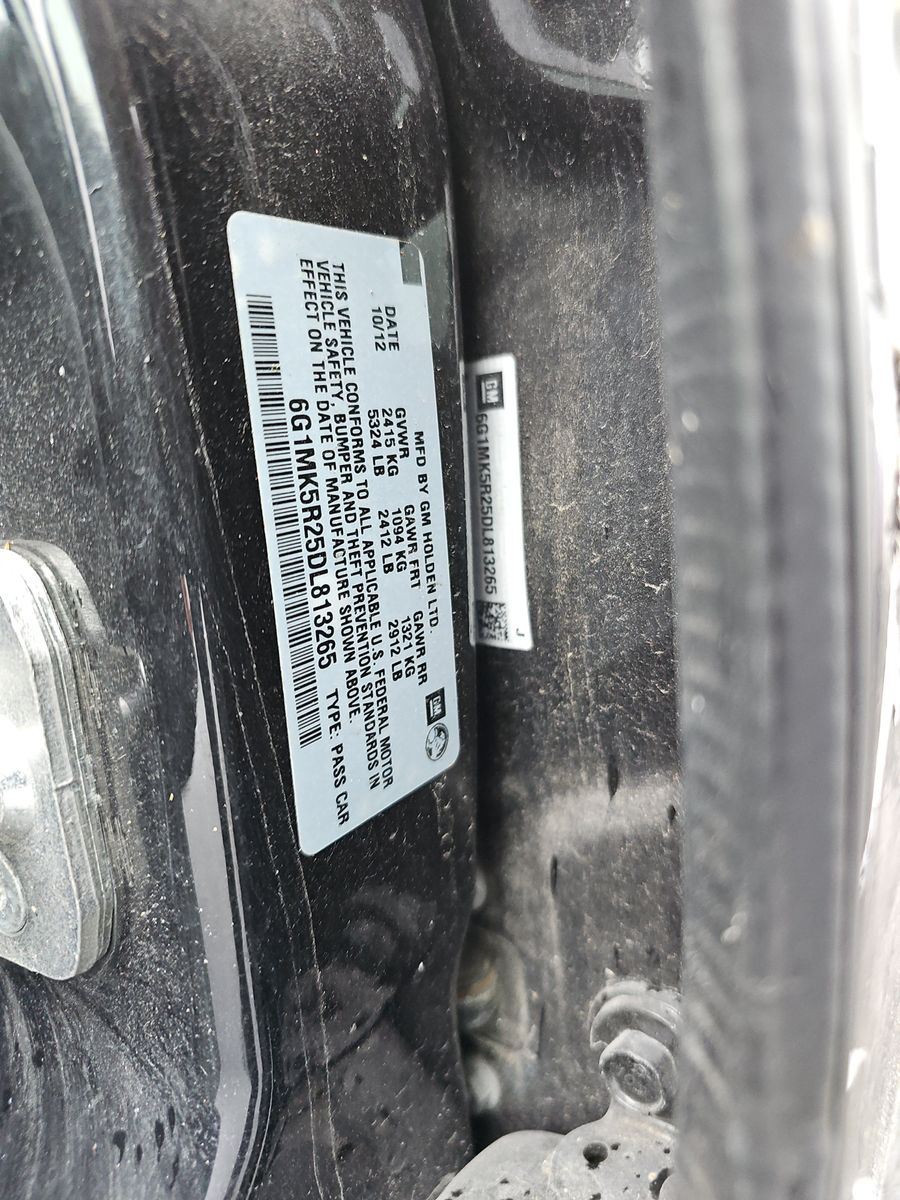 MFD BY GM HOLDEN LTD.
GM
DATE GVWR GAWR FRT GAWR RR
10/12 2415 KG 1094 KG 1321 KG
5324 LB 2412 LB 2912 LB
THIS VEHICLE CONFORMS TO ALL APPLICABLE U.S. FEDERAL MOTOR
VEHICLE SAFETY, BUMPER AND THEFT PREVENTION STANDARDS IN
EFFECT ON THE DATE OF MANUFACTURE SHOWN ABOVE.
6G1MK5R25DL813265 TYPE: PASS CAR
GM
6G1MK5R25DL813265
J